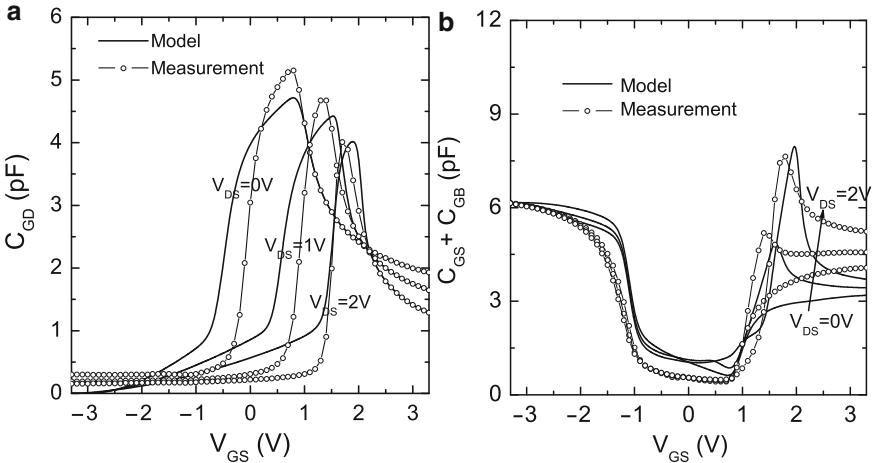 a
Model
Measurement
C_GD (pF)
6
5
4
3
2
1
0
V_DS=0V
V_DS=1V
V_DS=2V
−3 −2 −1 0 1 2 3
V_GS (V)
b
Model
Measurement
C_GS + C_GB (pF)
12
9
6
3
0
V_DS=2V
V_DS=0V
−3 −2 −1 0 1 2 3
V_GS (V)